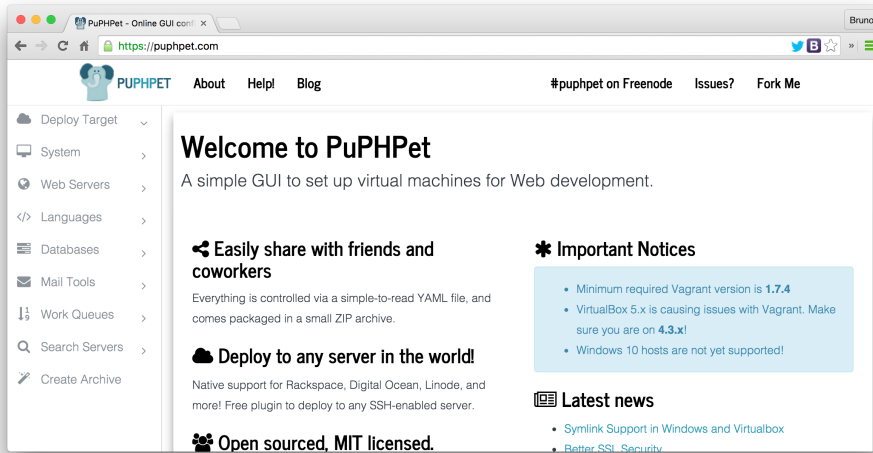 PuPHPet - Online GUI conf
Bruno
https://puphpet.com
B
»
PUPHPET About Help! Blog #puphpet on Freenode Issues? Fork Me
Deploy Target
System
Web Servers
Languages
Databases
Mail Tools
Work Queues
Search Servers
Create Archive
Welcome to PuPHPet
A simple GUI to set up virtual machines for Web development.
Easily share with friends and
coworkers
Everything is controlled via a simple-to-read YAML file, and
comes packaged in a small ZIP archive.
Deploy to any server in the world!
Native support for Rackspace, Digital Ocean, Linode, and
more! Free plugin to deploy to any SSH-enabled server.
Open sourced, MIT licensed.
Important Notices
Minimum required Vagrant version is 1.7.4
VirtualBox 5.x is causing issues with Vagrant. Make
sure you are on 4.3.x!
Windows 10 hosts are not yet supported!
Latest news
Symlink Support in Windows and Virtualbox
Better SSL Security